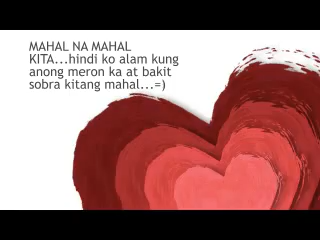 MAHAL NA MAHAL
KITA...hindi ko alam kung
anong meron ka at bakit
sobra kitang mahal...=)